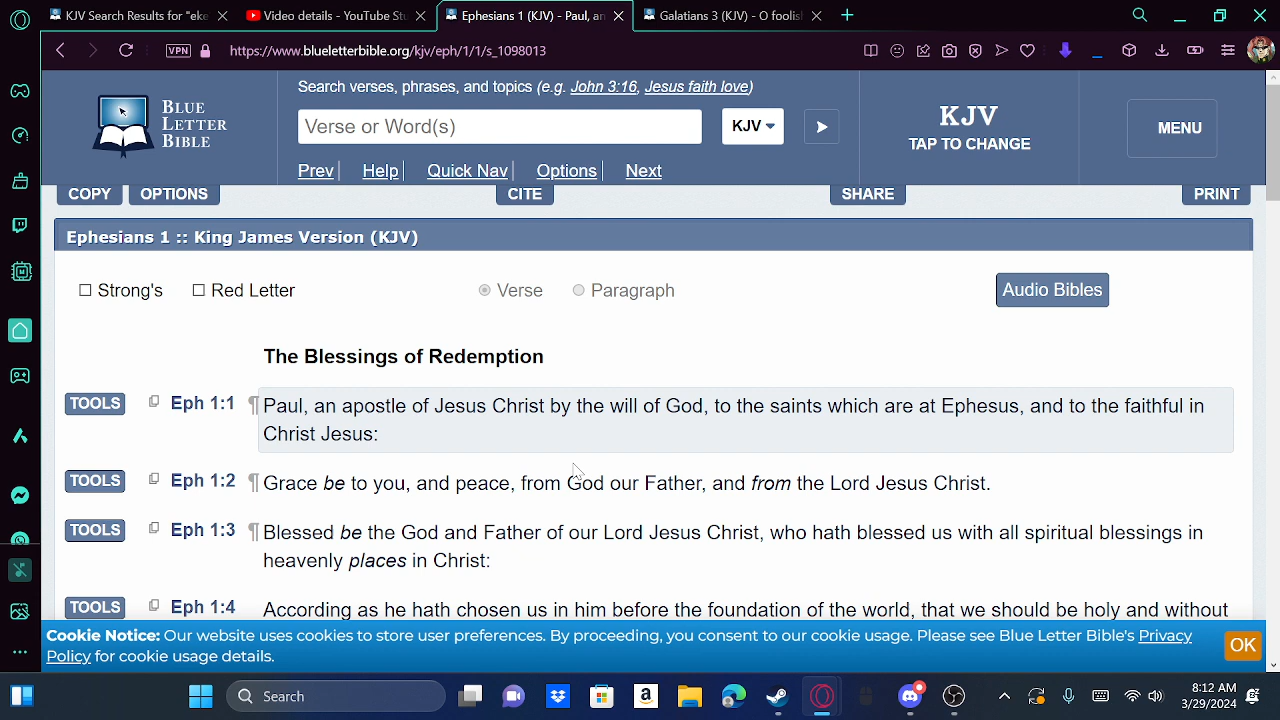 KJV Search Results for "eke
Video details - YouTube Stu
Ephesians 1 (KJV) - Paul, an
Galatians 3 (KJV) - O foolish
VPN
https://www.blueletterbible.org/kjv/eph/1/1/s_1098013
BLUE
LETTER
BIBLE
Search verses, phrases, and topics (e.g. John 3:16, Jesus faith love)
Verse or Word(s)
KJV
Prev
Help
Quick Nav
Options
Next
KJV
TAP TO CHANGE
MENU
COPY
OPTIONS
CITE
SHARE
PRINT
Ephesians 1 :: King James Version (KJV)
Strong's
Red Letter
Verse
Paragraph
Audio Bibles
The Blessings of Redemption
TOOLS Eph 1:1 ¶ Paul, an apostle of Jesus Christ by the will of God, to the saints which are at Ephesus, and to the faithful in
Christ Jesus:
TOOLS Eph 1:2 ¶ Grace be to you, and peace, from God our Father, and from the Lord Jesus Christ.
TOOLS Eph 1:3 ¶ Blessed be the God and Father of our Lord Jesus Christ, who hath blessed us with all spiritual blessings in
heavenly places in Christ:
TOOLS Eph 1:4 According as he hath chosen us in him before the foundation of the world, that we should be holy and without
Cookie Notice: Our website uses cookies to store user preferences. By proceeding, you consent to our cookie usage. Please see Blue Letter Bible's Privacy
Policy for cookie usage details.
OK
Search
8:12 AM
3/29/2024